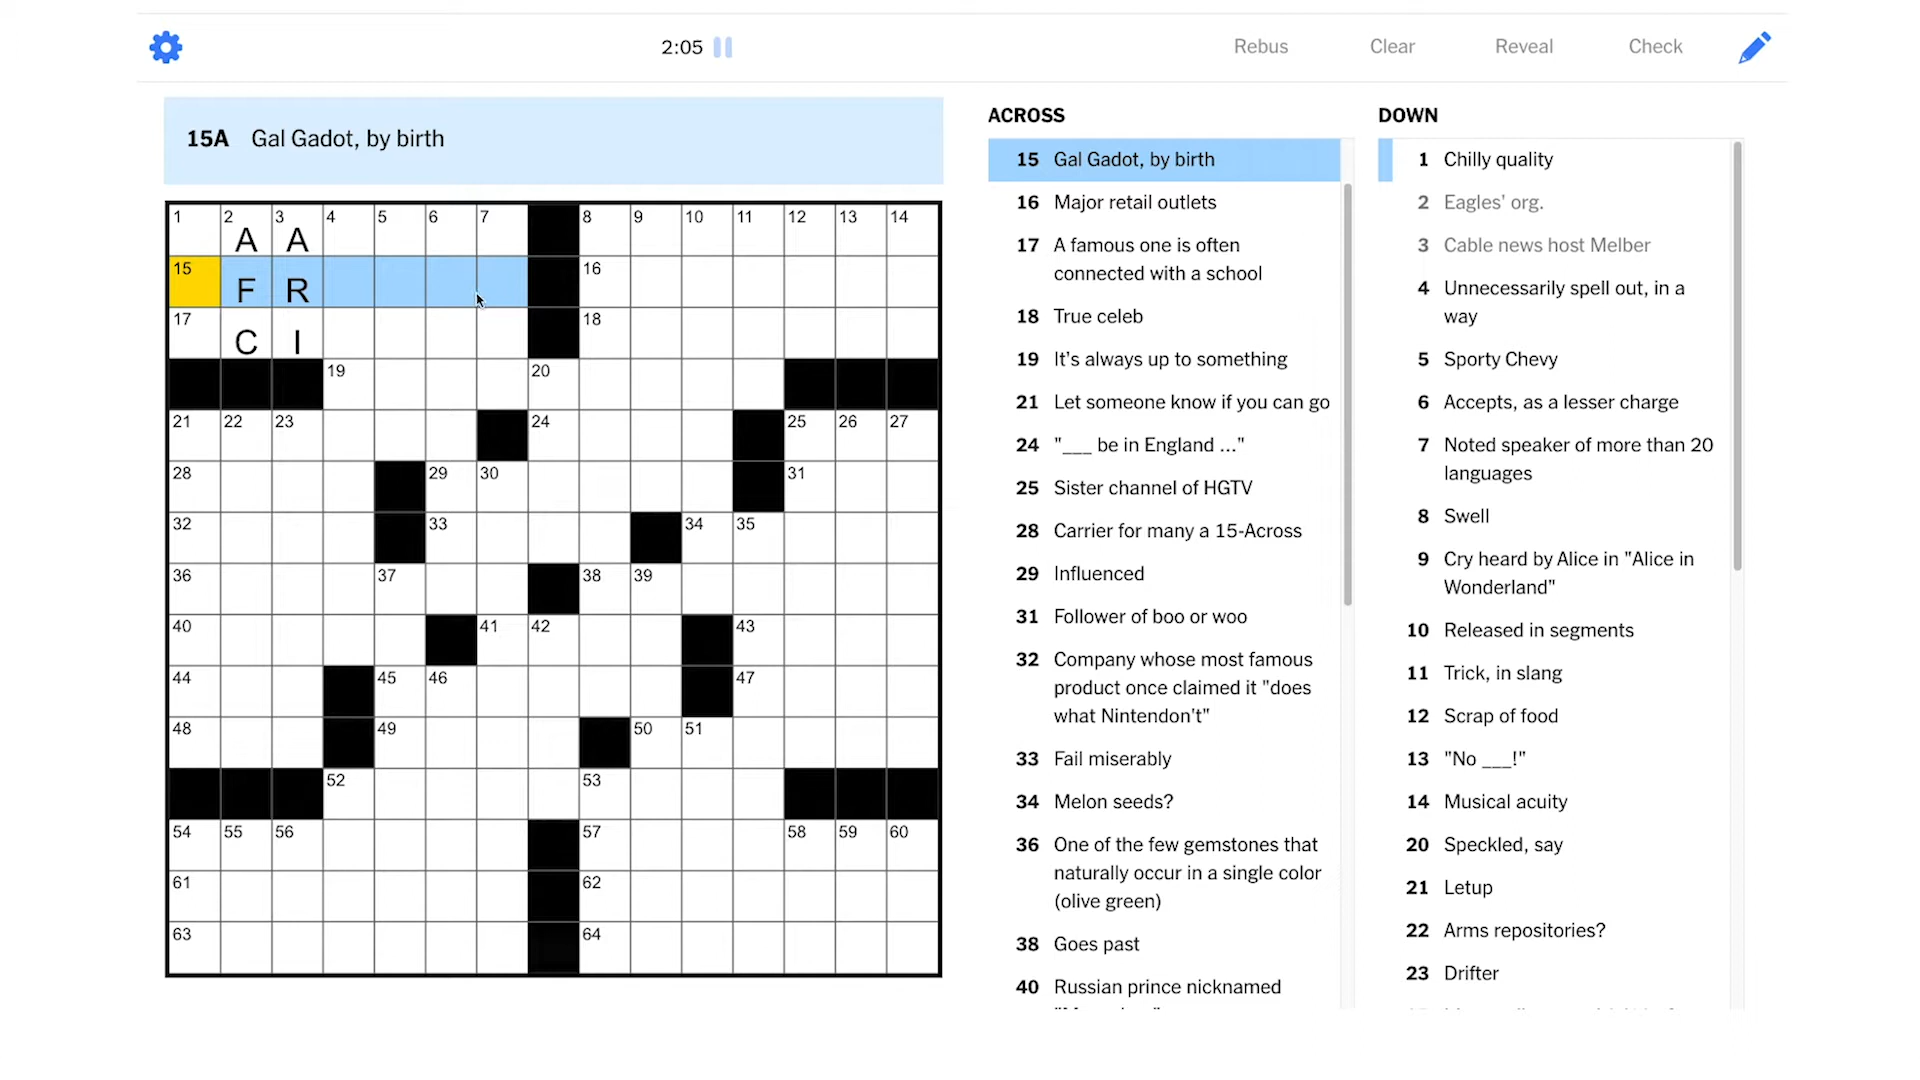 2:05
Rebus Clear Reveal Check
15A Gal Gadot, by birth
1 2 3 4 5 6 7 8 9 10 11 12 13 14
A A
15 16
F R
17 18
C I
19 20
21 22 23 24 25 26 27
28 29 30 31
32 33 34 35
36 37 38 39
40 41 42 43
44 45 46 47
48 49 50 51
52 53
54 55 56 57 58 59 60
61 62
63 64
ACROSS
15 Gal Gadot, by birth
16 Major retail outlets
17 A famous one is often
connected with a school
18 True celeb
19 It's always up to something
21 Let someone know if you can go
24 "___ be in England ..."
25 Sister channel of HGTV
28 Carrier for many a 15-Across
29 Influenced
31 Follower of boo or woo
32 Company whose most famous
product once claimed it "does
what Nintendon't"
33 Fail miserably
34 Melon seeds?
36 One of the few gemstones that
naturally occur in a single color
(olive green)
38 Goes past
40 Russian prince nicknamed
DOWN
1 Chilly quality
2 Eagles' org.
3 Cable news host Melber
4 Unnecessarily spell out, in a
way
5 Sporty Chevy
6 Accepts, as a lesser charge
7 Noted speaker of more than 20
languages
8 Swell
9 Cry heard by Alice in "Alice in
Wonderland"
10 Released in segments
11 Trick, in slang
12 Scrap of food
13 "No ___!"
14 Musical acuity
20 Speckled, say
21 Letup
22 Arms repositories?
23 Drifter